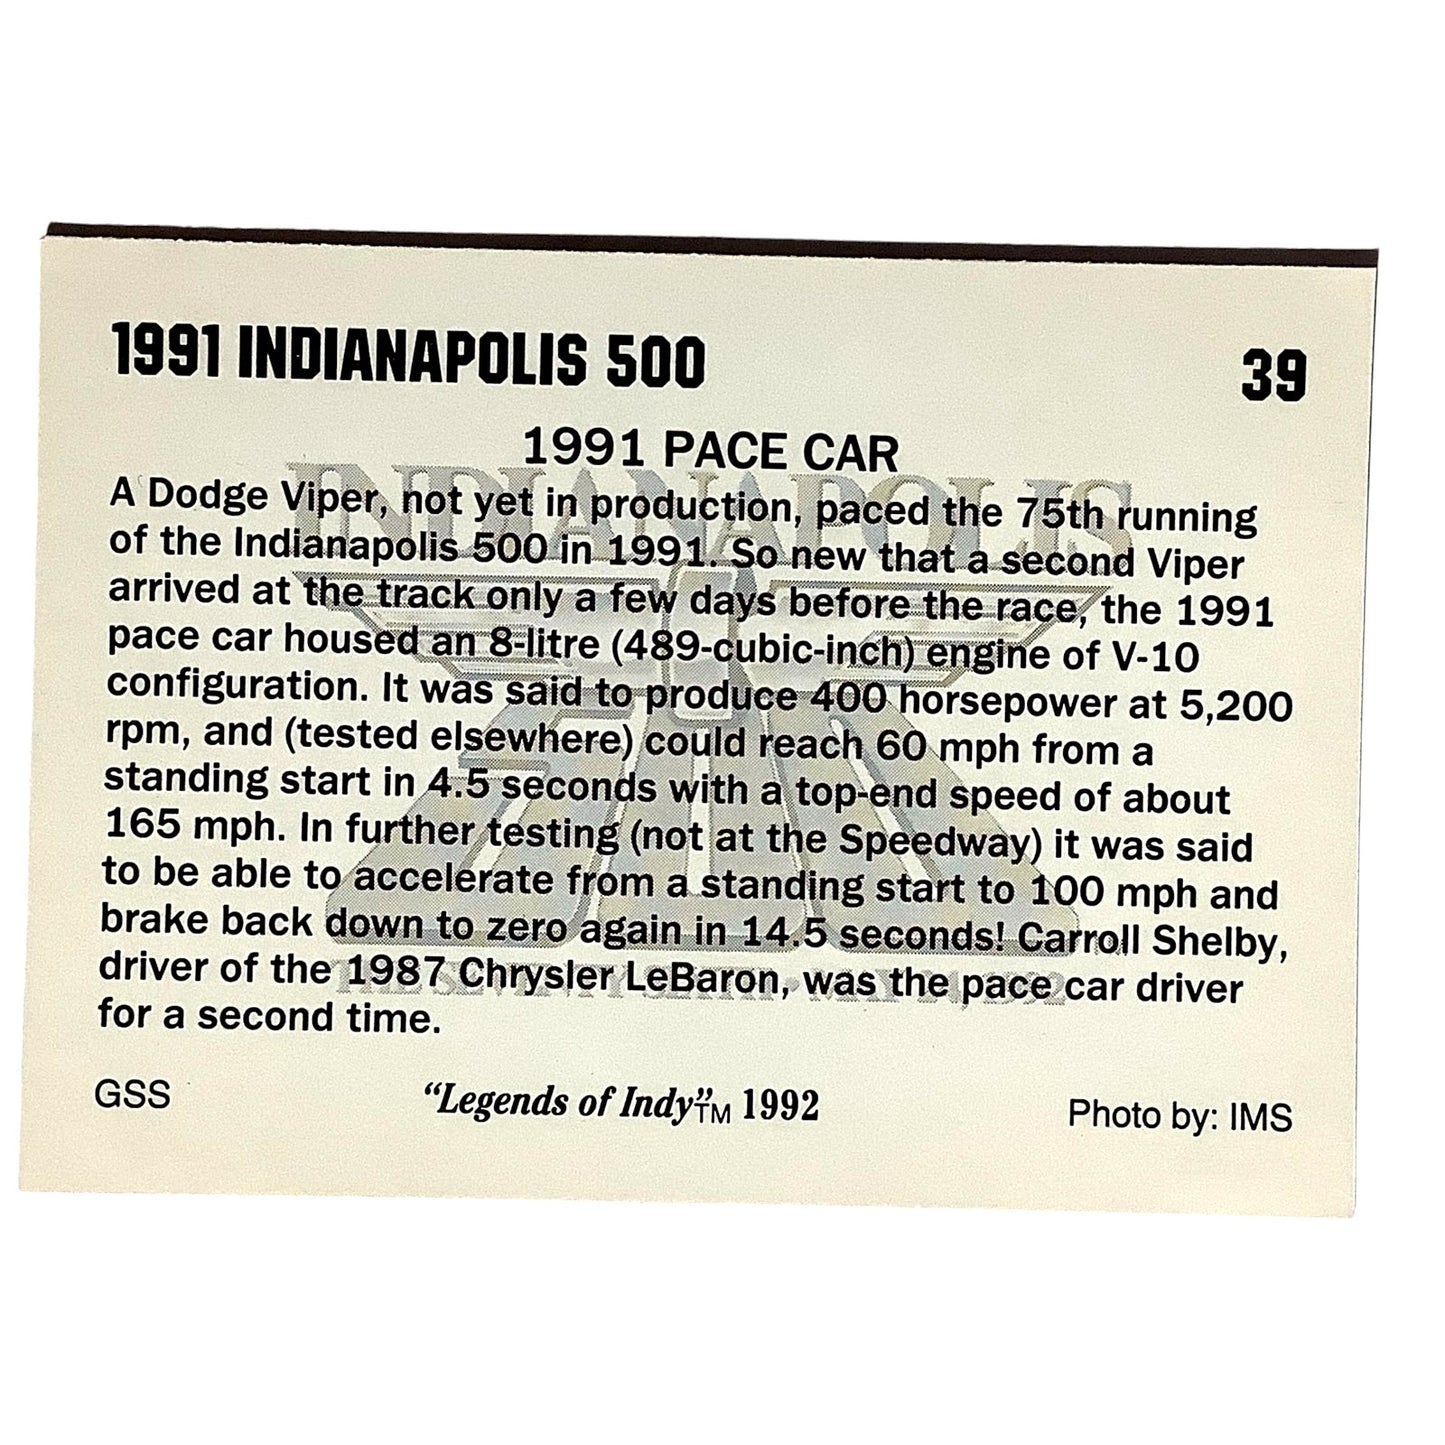 1991 INDIANAPOLIS 500 39
1991 PACE CAR
INDIANAPOLIS
A Dodge Viper, not yet in production, paced the 75th running
of the Indianapolis 500 in 1991. So new that a second Viper
arrived at the track only a few days before the race, the 1991
pace car housed an 8-litre (489-cubic-inch) engine of V-10
configuration. It was said to produce 400 horsepower at 5,200
rpm, and (tested elsewhere) could reach 60 mph from a
standing start in 4.5 seconds with a top-end speed of about
165 mph. In further testing (not at the Speedway) it was said
to be able to accelerate from a standing start to 100 mph and
brake back down to zero again in 14.5 seconds! Carroll Shelby,
driver of the 1987 Chrysler LeBaron, was the pace car driver
for a second time.
500
GSS "Legends of Indy"TM 1992 Photo by: IMS